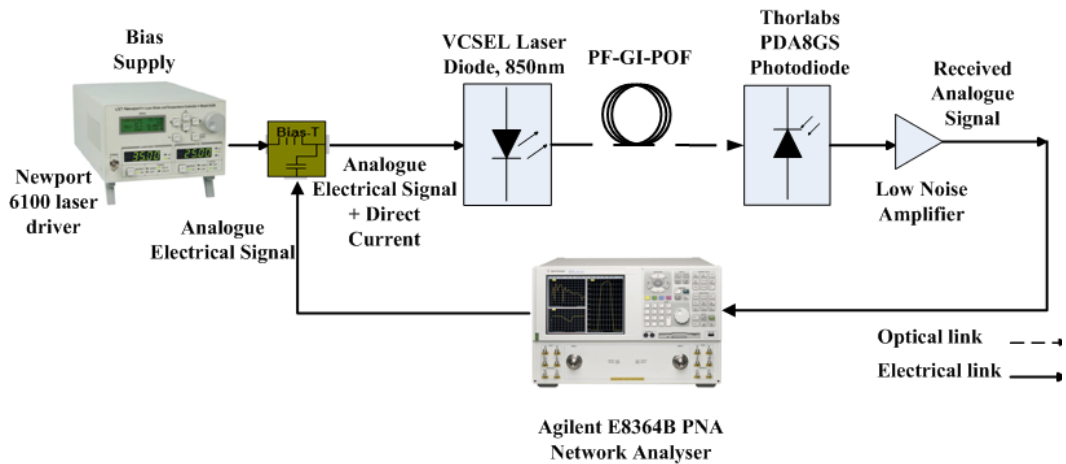 Bias
Supply
Newport
6100 laser
driver
3500
2500
Bias-T
Analogue
Electrical Signal
Analogue
Electrical Signal
+ Direct
Current
VCSEL Laser
Diode, 850nm
PF-GI-POF
Thorlabs
PDA8GS
Photodiode
Low Noise
Amplifier
Received
Analogue
Signal
Agilent E8364B PNA
Network Analyser
Optical link
Electrical link